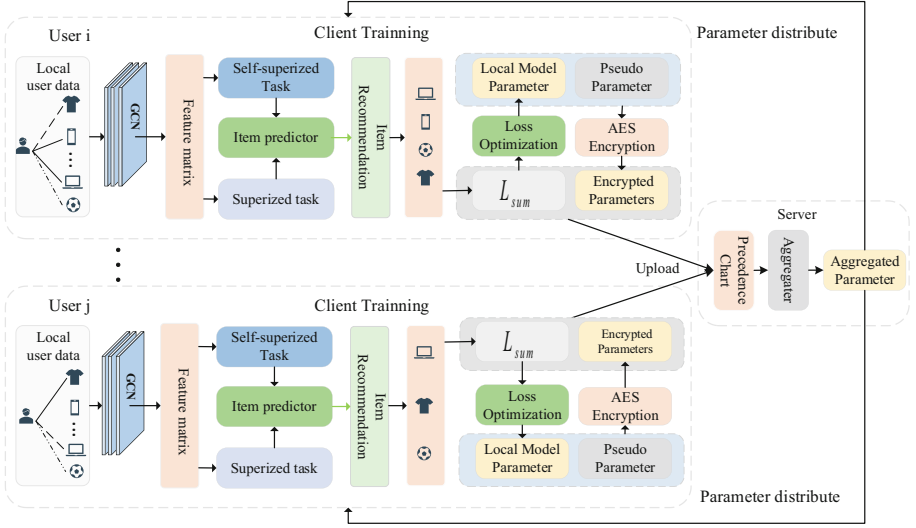 User i
Client Trainning
Parameter distribute
Local
user data
GCN
Feature matrix
Self-superized
Task
Item predictor
Superized task
Item
Recommendation
Local Model
Parameter
Pseudo
Parameter
Loss
Optimization
AES
Encryption
L_sum
Encrypted
Parameters
Upload
Server
Precedence
Chart
Aggregater
Aggregated
Parameter
User j
Client Trainning
Local
user data
GCN
Feature matrix
Self-superized
Task
Item predictor
Superized task
Item
Recommendation
L_sum
Encrypted
Parameters
Loss
Optimization
AES
Encryption
Local Model
Parameter
Pseudo
Parameter
Parameter distribute